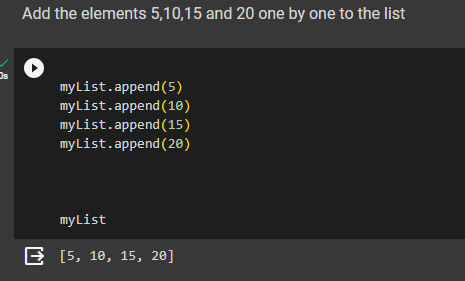 Add the elements 5,10,15 and 20 one by one to the list
myList.append(5)
myList.append(10)
myList.append(15)
myList.append(20)
myList
[5, 10, 15, 20]